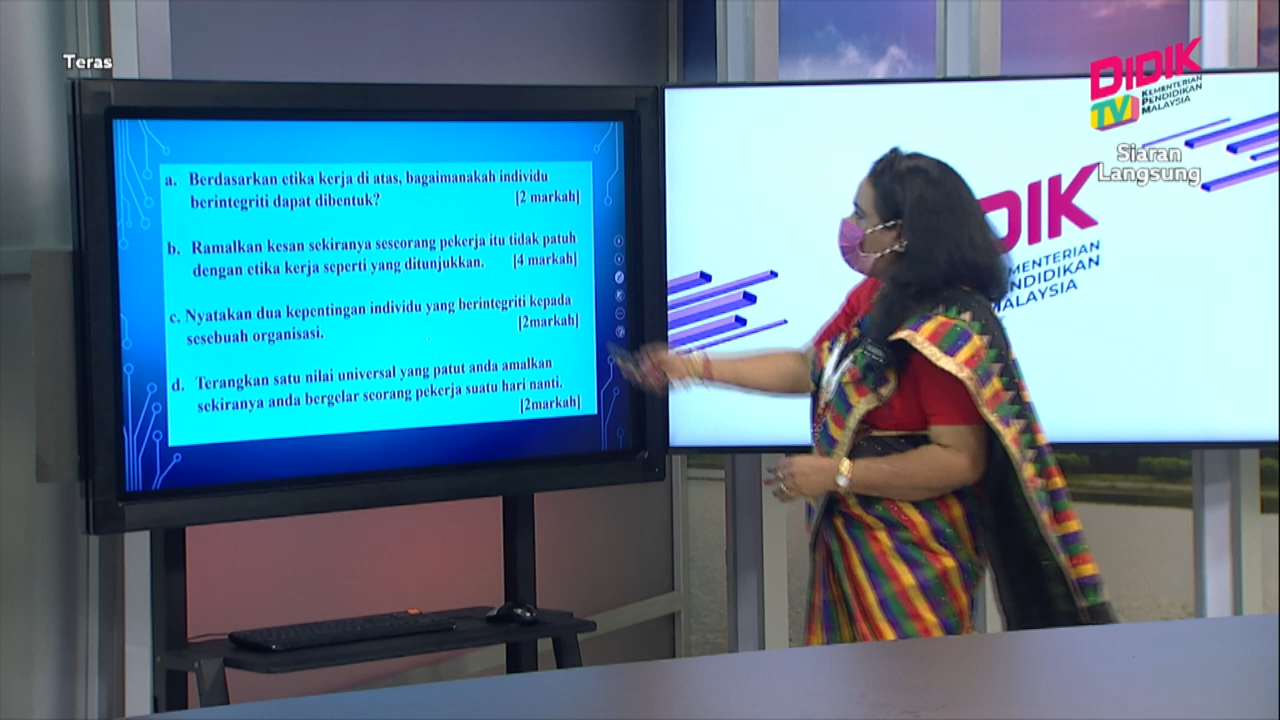 Teras
DIDIK
TV
KEMENTERIAN
PENDIDIKAN
MALAYSIA
Siaran
Langsung
a. Berdasarkan etika kerja di atas, bagaimanakah individu
berintegriti dapat dibentuk? [2 markah]
b. Ramalkan kesan sekiranya seseorang pekerja itu tidak patuh
dengan etika kerja seperti yang ditunjukkan. [4 markah]
c. Nyatakan dua kepentingan individu yang berintegriti kepada
sesebuah organisasi. [2markah]
d. Terangkan satu nilai universal yang patut anda amalkan
sekiranya anda bergelar seorang pekerja suatu hari nanti.
[2markah]
DIK
MENTERIAN
NDIDIKAN
MALAYSIA